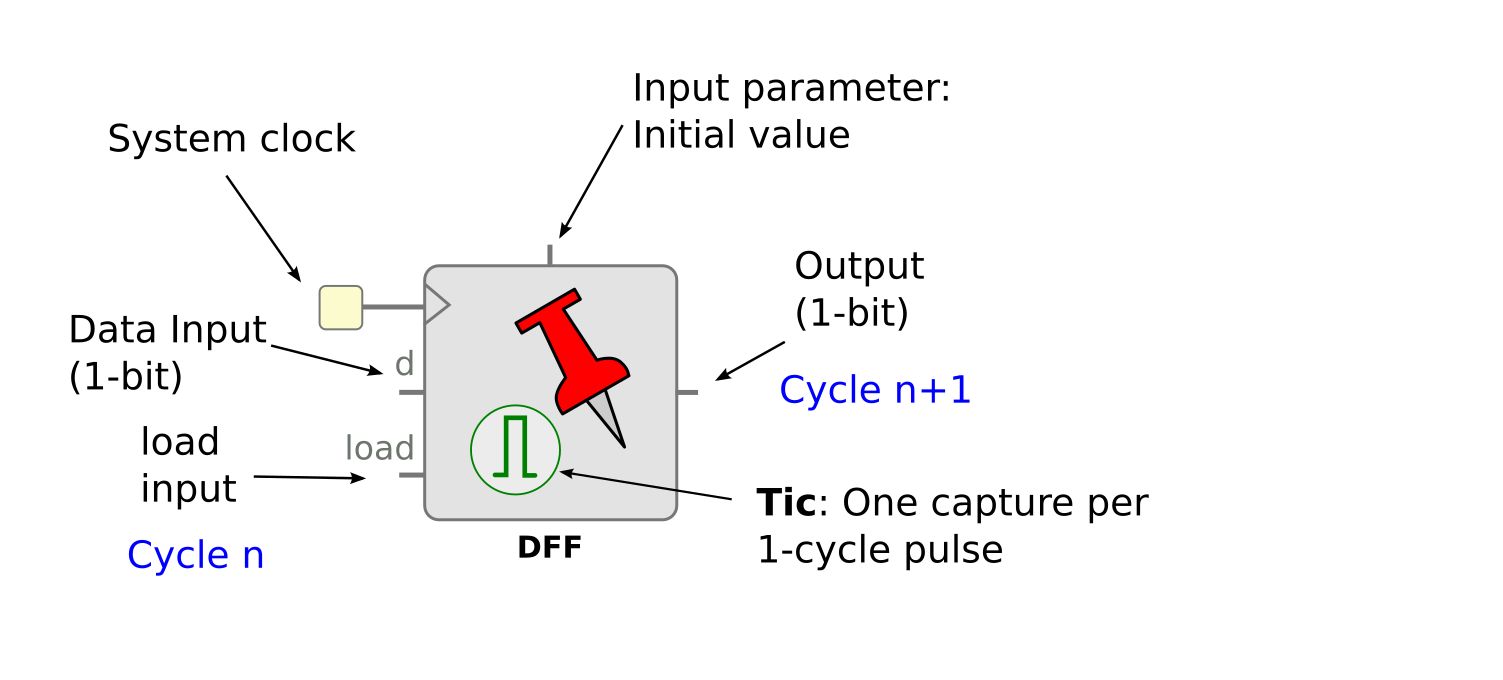 Input parameter:
Initial value
System clock
Output
(1-bit)
Data Input
(1-bit)
d
Cycle n+1
load
input
load
Tic: One capture per
1-cycle pulse
Cycle n
DFF